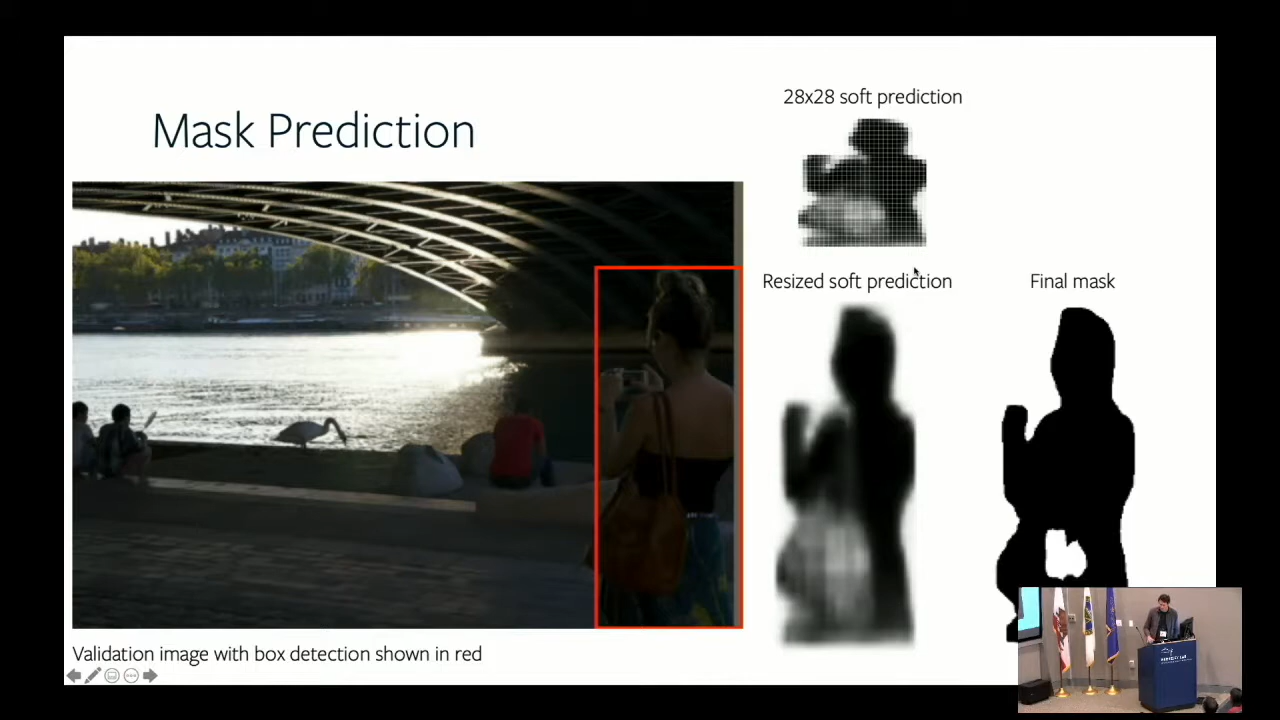 Mask Prediction
28x28 soft prediction
Resized soft prediction
Final mask
Validation image with box detection shown in red